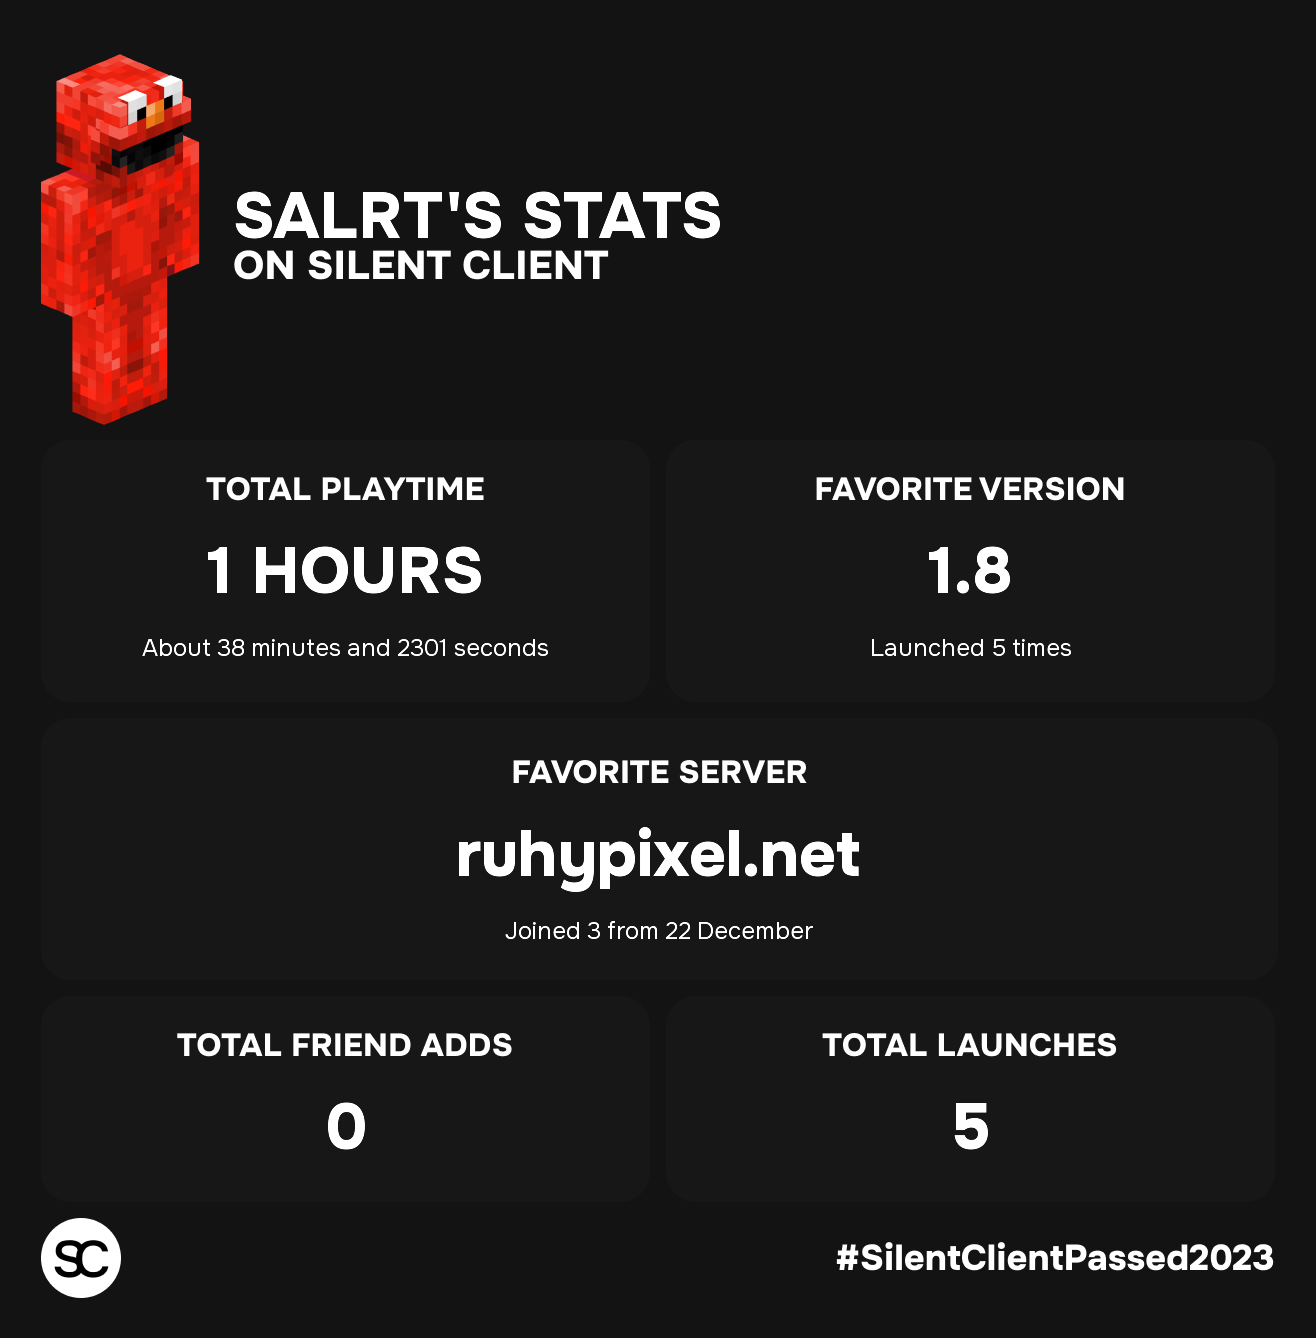 SALRT'S STATS
ON SILENT CLIENT
TOTAL PLAYTIME
1 HOURS
About 38 minutes and 2301 seconds
FAVORITE VERSION
1.8
Launched 5 times
FAVORITE SERVER
ruhypixel.net
Joined 3 from 22 December
TOTAL FRIEND ADDS
0
TOTAL LAUNCHES
5
SC
#SilentClientPassed2023